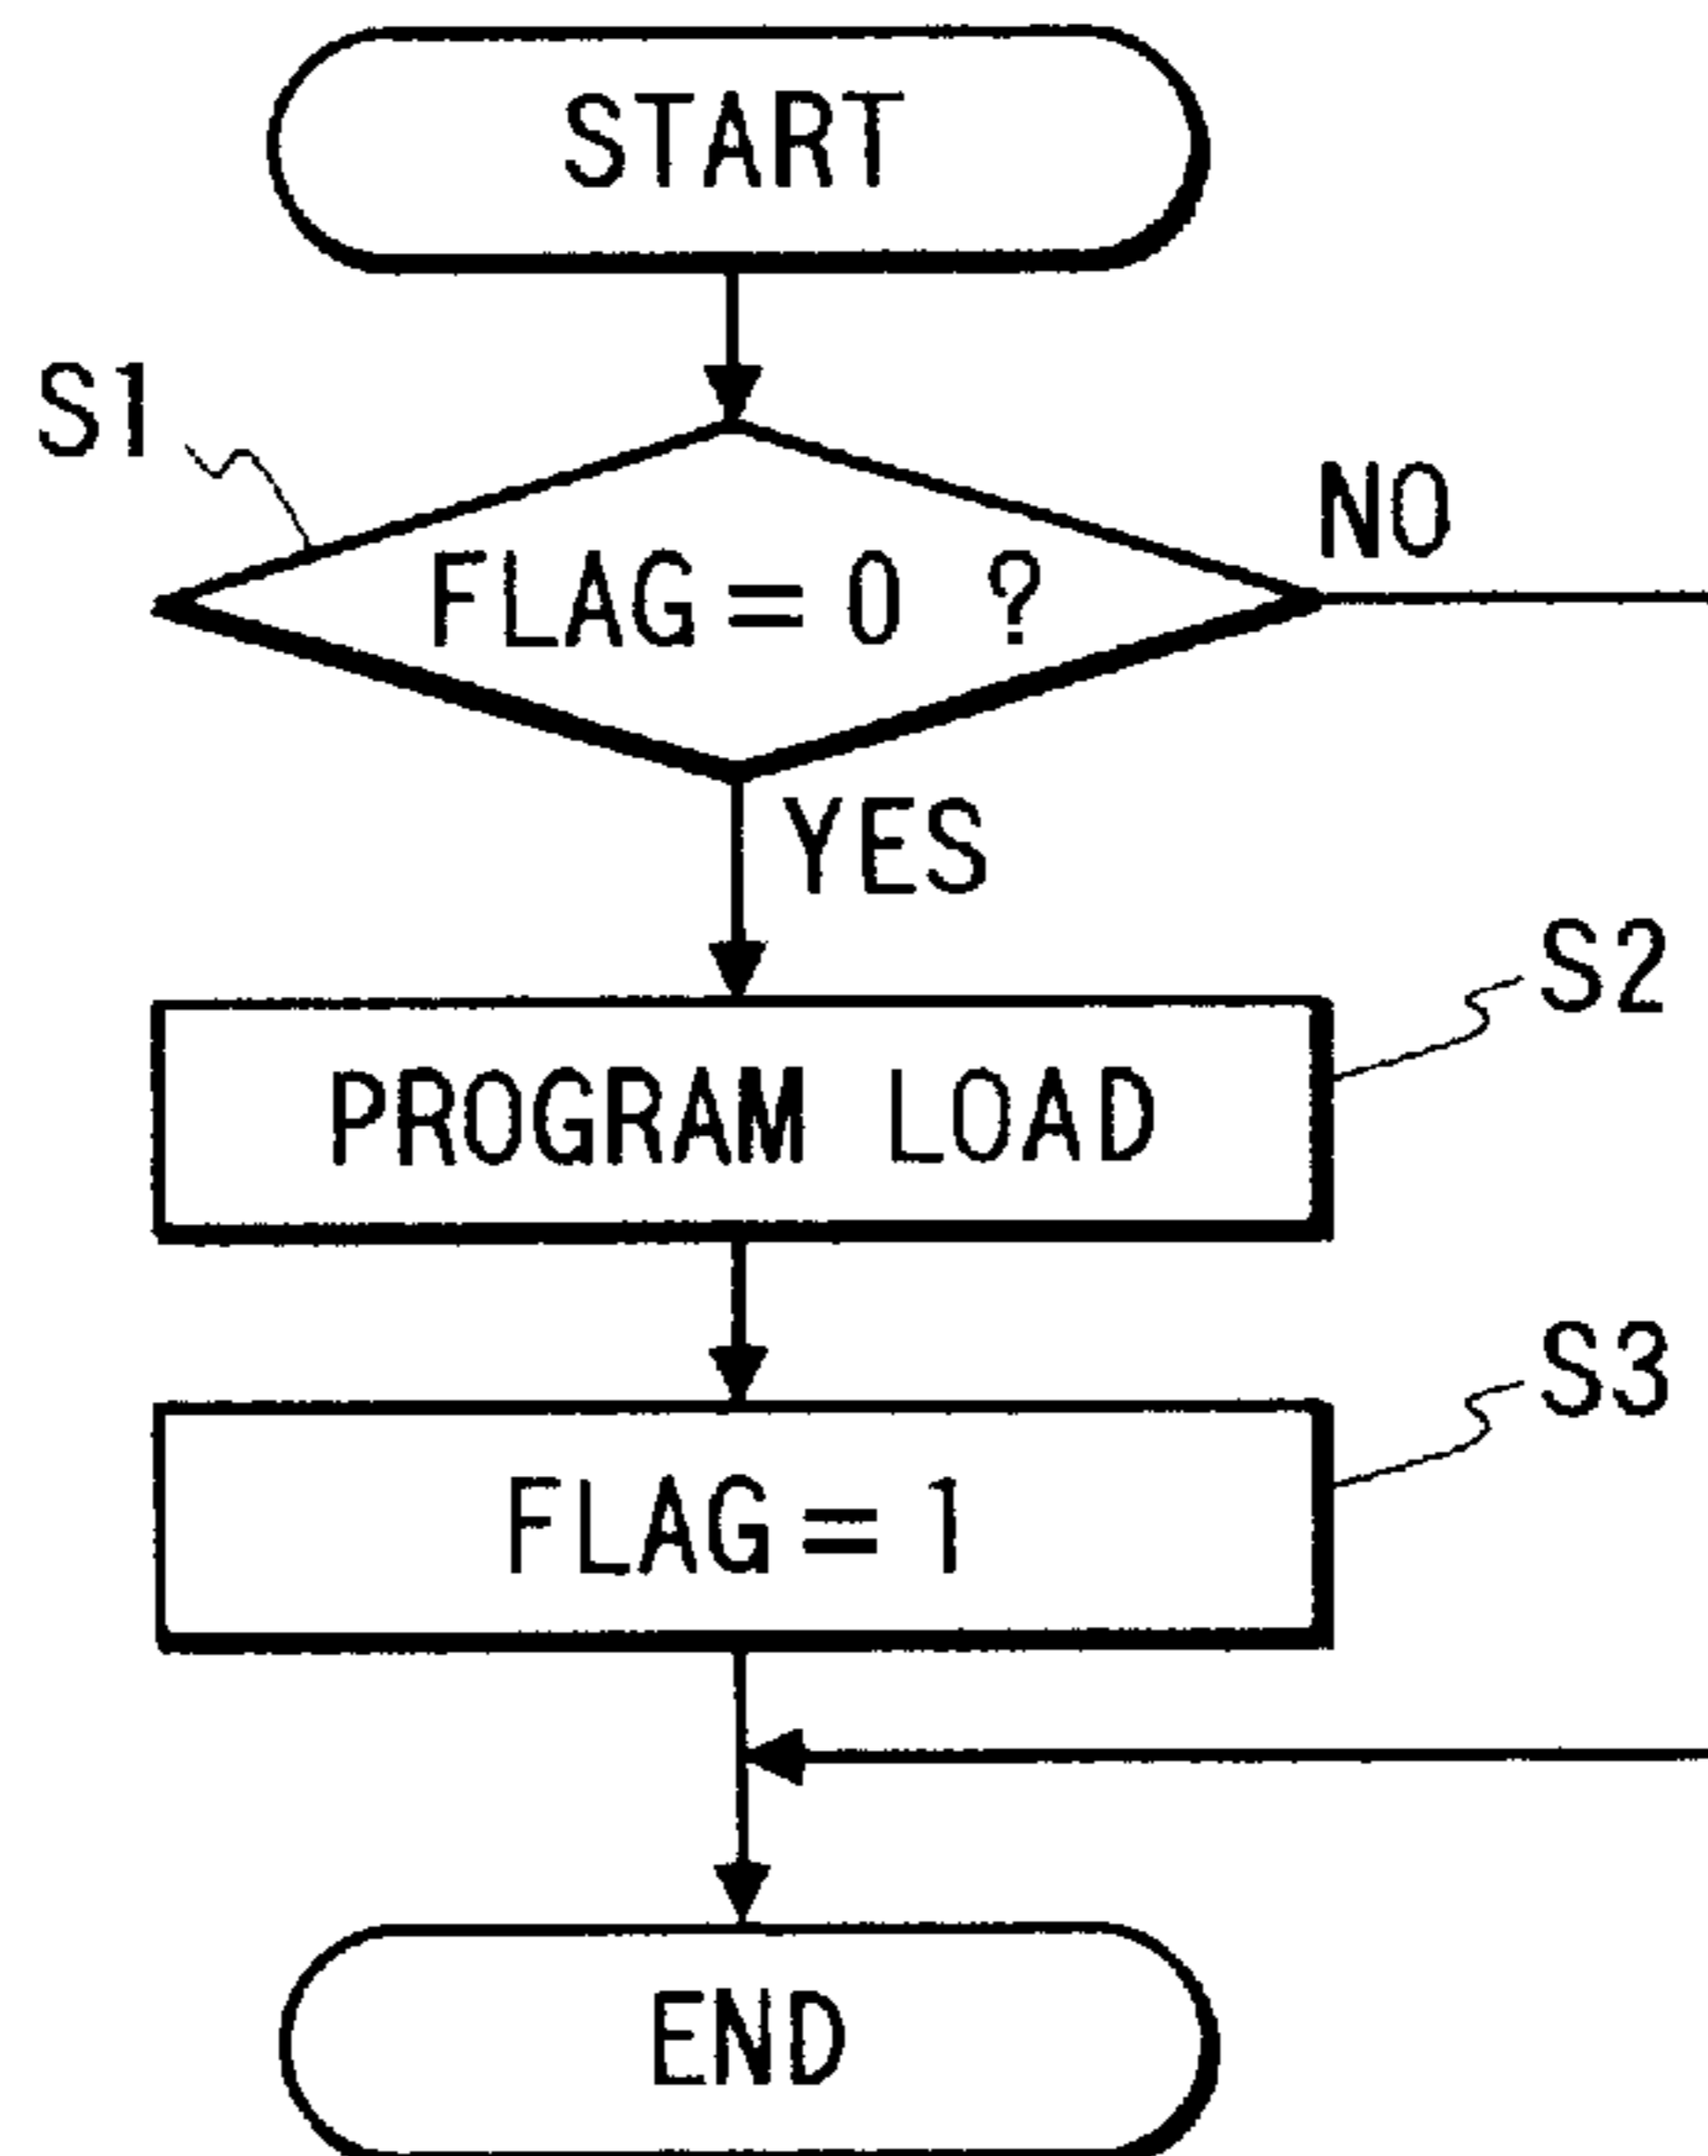 START
S1
NO
FLAG=0 ?
YES
S2
PROGRAM LOAD
S3
FLAG=1
END